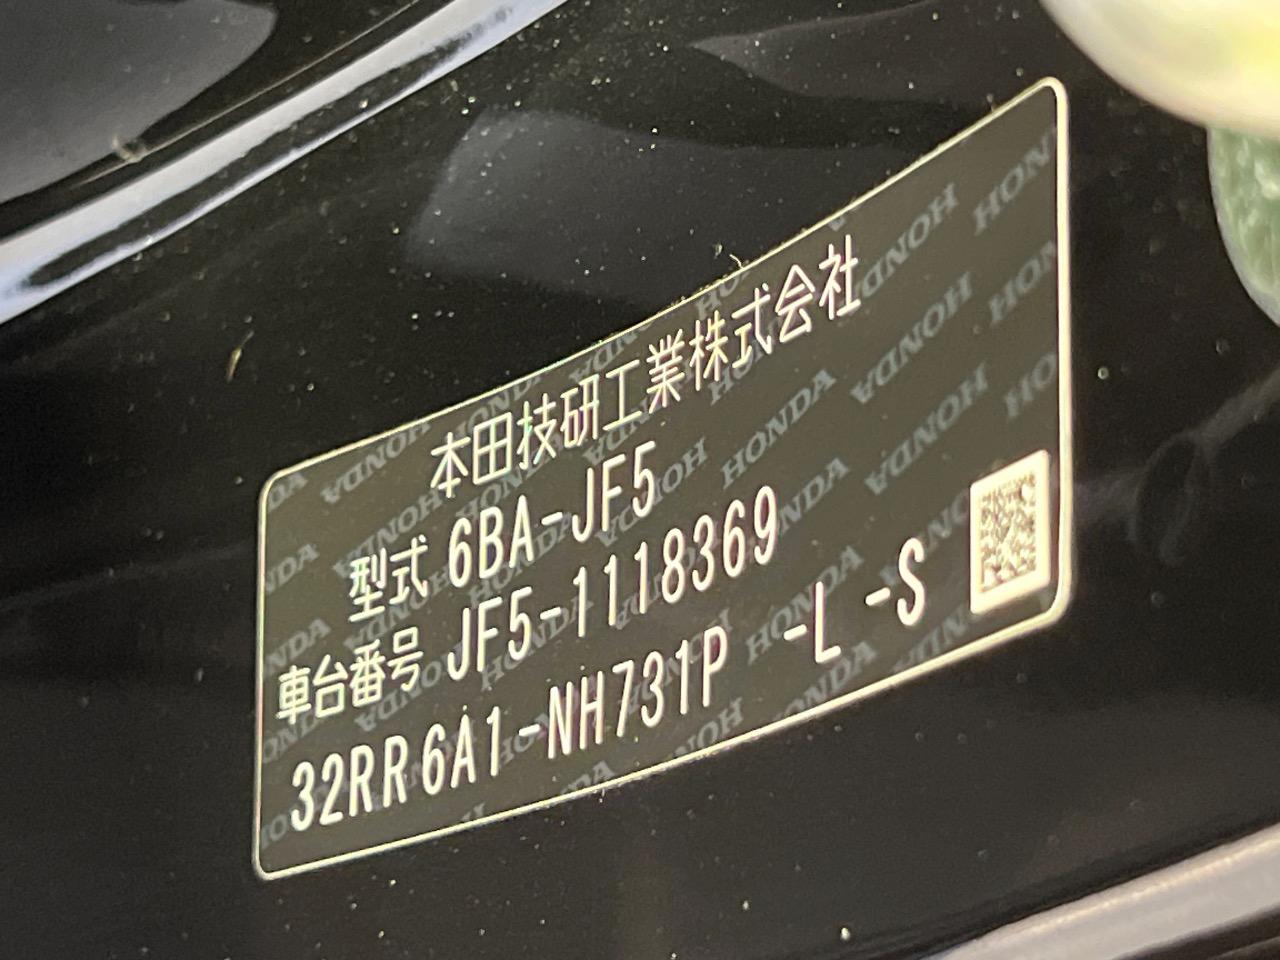 本田技研工業株式会社
型式 6BA-JF5
車台番号 JF5-1118369
32RR6A1-NH731P -L -S